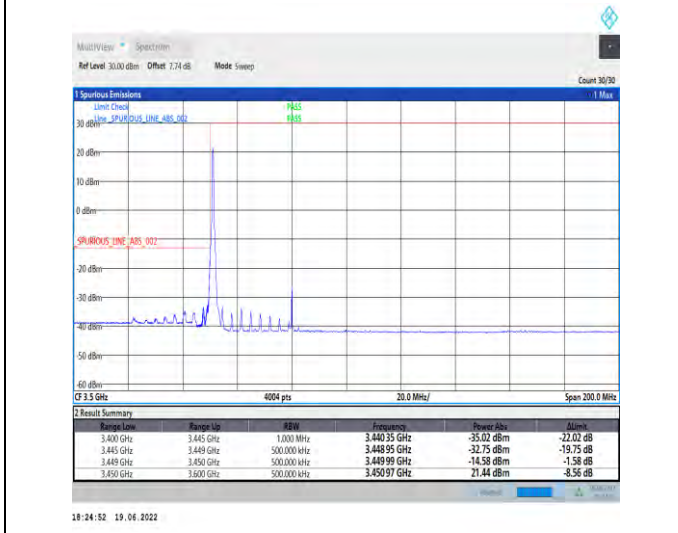 MultiView Spectrum
Ref Level 30.00 dBm Offset 7.74 dB Mode Sweep
Count 30/30
1 Spurious Emissions 1 Max
Limit Check PASS
Line _SPURIOUS_LINE_ABS_002 PASS
30 dBm
20 dBm
10 dBm
0 dBm
_SPURIOUS_LINE_ABS_002
-20 dBm
-30 dBm
-40 dBm
-50 dBm
-60 dBm
CF 3.5 GHz 4004 pts 20.0 MHz/ Span 200.0 MHz
2 Result Summary
Range Low Range Up RBW Frequency Power Abs ΔLimit
3.400 GHz 3.445 GHz 1.000 MHz 3.440 35 GHz -35.02 dBm -22.02 dB
3.445 GHz 3.449 GHz 500.000 kHz 3.448 95 GHz -32.75 dBm -19.75 dB
3.449 GHz 3.450 GHz 500.000 kHz 3.449 99 GHz -14.58 dBm -1.58 dB
3.450 GHz 3.600 GHz 500.000 kHz 3.450 97 GHz 21.44 dBm -8.56 dB
18:24:52 19.06.2022